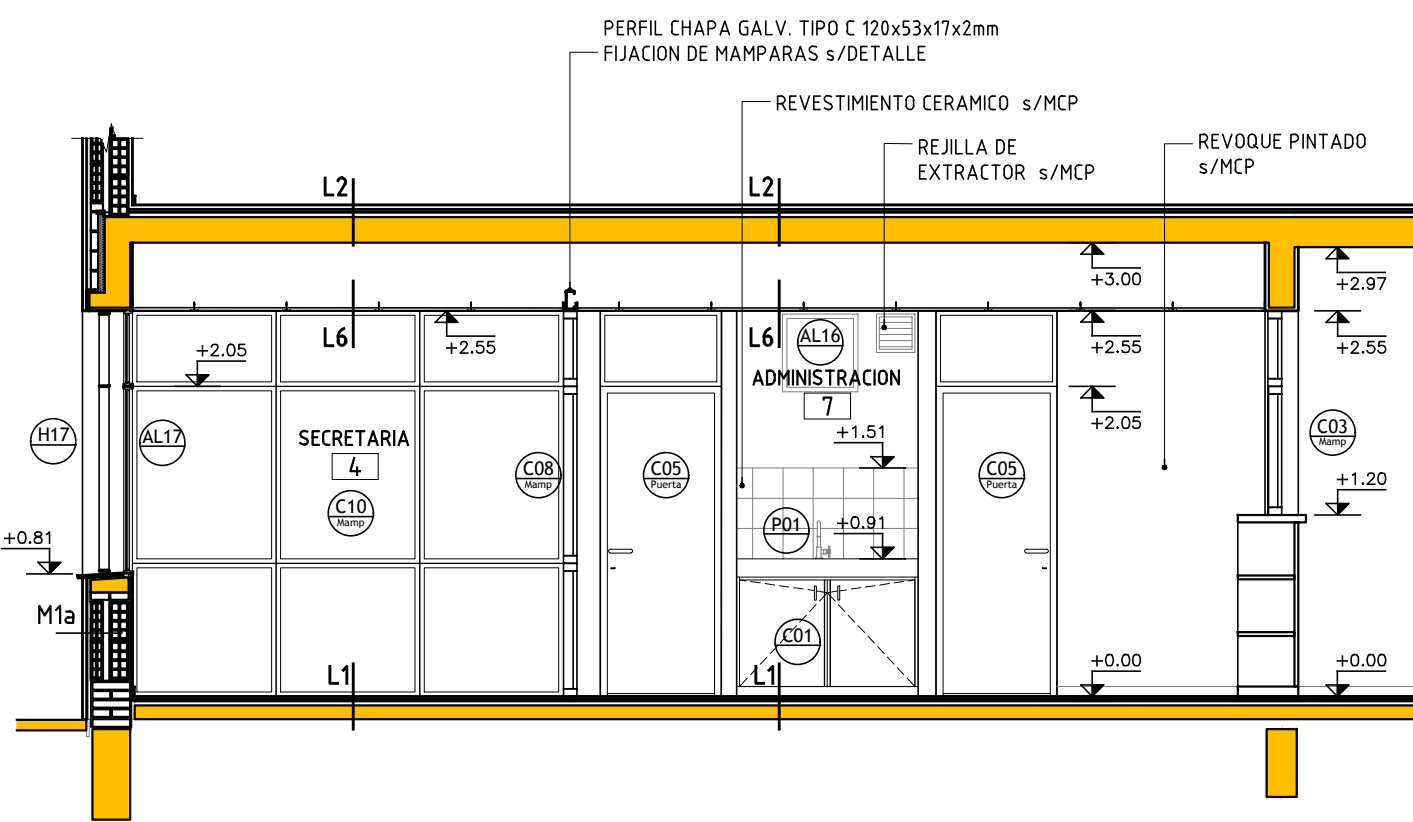 PERFIL CHAPA GALV. TIPO C 120x53x17x2mm
FIJACION DE MAMPARAS s/DETALLE
REVESTIMIENTO CERAMICO s/MCP
REJILLA DE
EXTRACTOR s/MCP
REVOQUE PINTADO
s/MCP
L2
L2
+3.00
+2.97
L6
+2.55
L6
AL16
+2.55
+2.55
+2.05
ADMINISTRACION
7
+2.05
H17
AL17
SECRETARIA
4
C10
Mamp
C08
Mamp
C05
Puerta
+1.51
C05
Puerta
C03
Mamp
+1.20
+0.81
P01
+0.91
M1a
C01
L1
L1
+0.00
+0.00